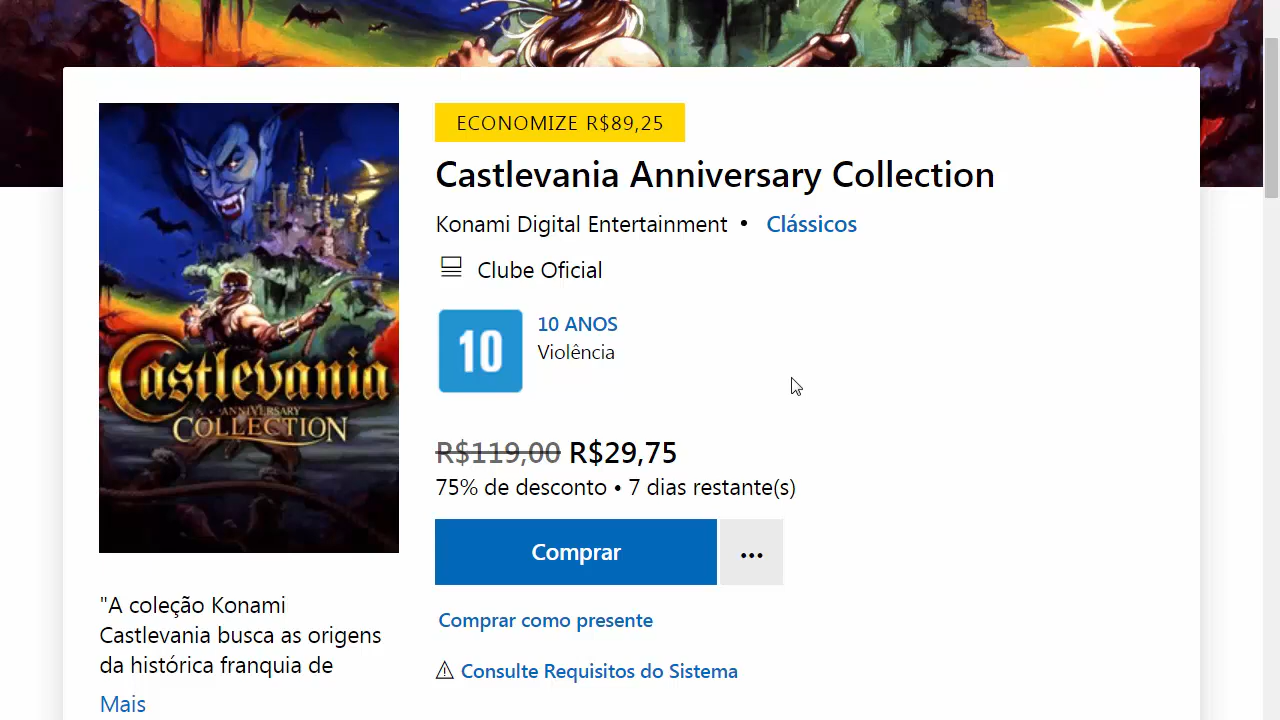 ECONOMIZE R$89,25
Castlevania Anniversary Collection
Konami Digital Entertainment • Clássicos
Clube Oficial
10
10 ANOS
Violência
Castlevania
ANNIVERSARY
COLLECTION
R$119,00 R$29,75
75% de desconto • 7 dias restante(s)
Comprar
Comprar como presente
Consulte Requisitos do Sistema
"A coleção Konami
Castlevania busca as origens
da histórica franquia de
Mais